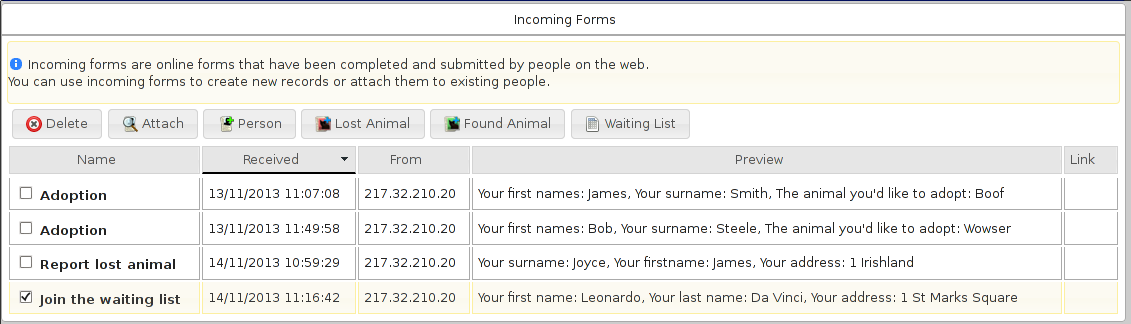 Incoming Forms
Incoming forms are online forms that have been completed and submitted by people on the web.
You can use incoming forms to create new records or attach them to existing people.
Delete Attach Person Lost Animal Found Animal Waiting List
Name Received From Preview Link
Adoption 13/11/2013 11:07:08 217.32.210.20 Your first names: James, Your surname: Smith, The animal you'd like to adopt: Boof
Adoption 13/11/2013 11:49:58 217.32.210.20 Your first names: Bob, Your surname: Steele, The animal you'd like to adopt: Wowser
Report lost animal 14/11/2013 10:59:29 217.32.210.20 Your surname: Joyce, Your firstname: James, Your address: 1 Irishland
Join the waiting list 14/11/2013 11:16:42 217.32.210.20 Your first name: Leonardo, Your last name: Da Vinci, Your address: 1 St Marks Square